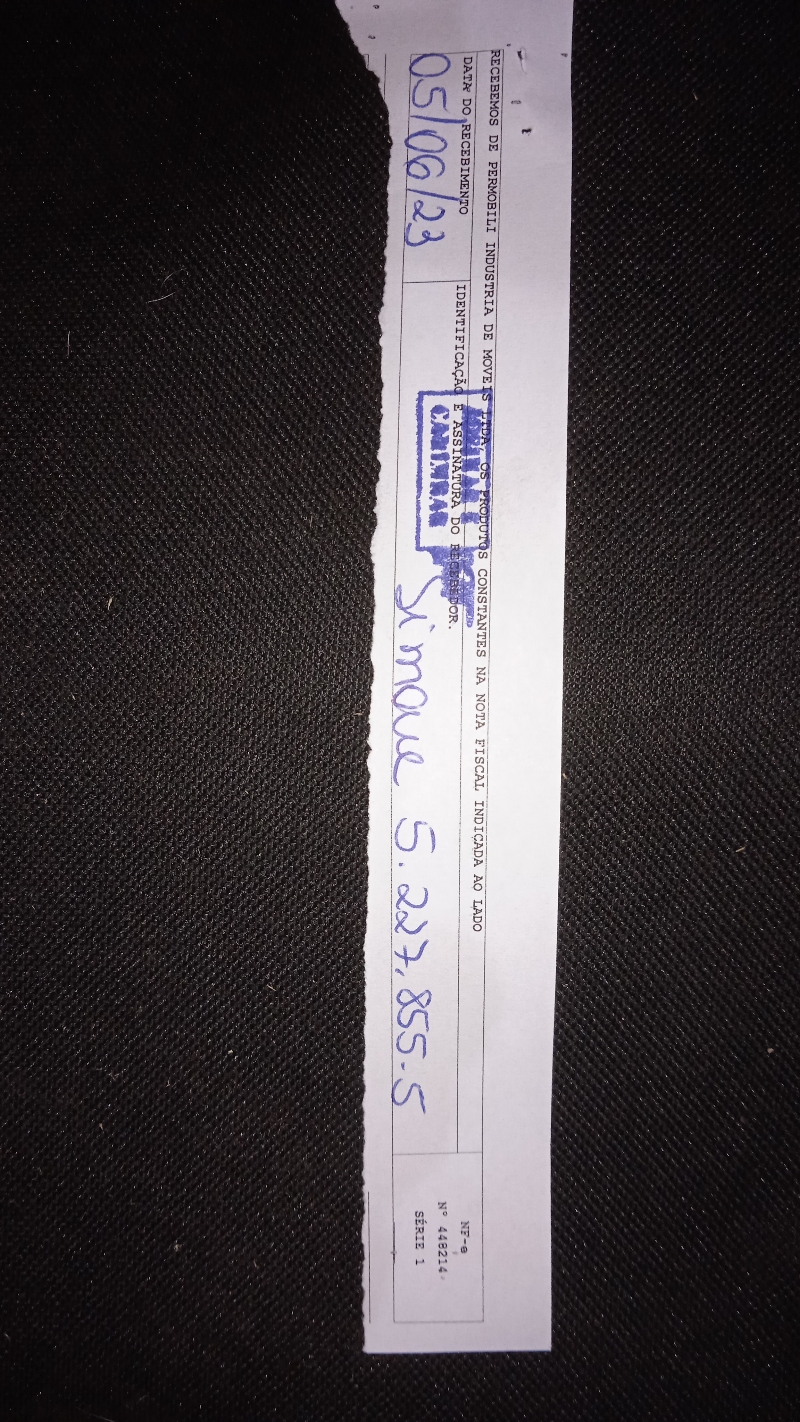 RECEBEMOS DE PERMOBILI INDUSTRIA DE MOVEIS LTDA, OS PRODUTOS CONSTANTES NA NOTA FISCAL INDICADA AO LADO
DATA DO RECEBIMENTO
IDENTIFICAÇÃO E ASSINATURA DO RECEBEDOR.
05/06/23
CARIMBAR
Simone 5.227.855-5
NF-e
Nº 448214
SÉRIE 1